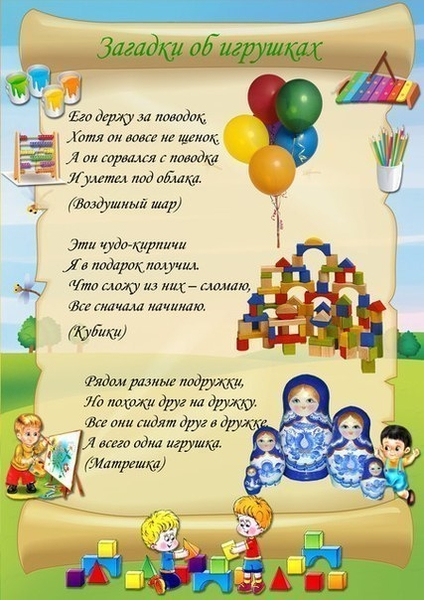 Загадки об игрушках
Его держу за поводок,
Хотя он вовсе не щенок,
А он сорвался с поводка
И улетел под облака.
(Воздушный шар)
Эти чудо-кирпичи
Я в подарок получил.
Что сложу из них – сломаю,
Все сначала начинаю.
(Кубики)
Рядом разные подружки,
Но похожи друг на дружку.
Все они сидят друг в дружке,
А всего одна игрушка.
(Матрешка)